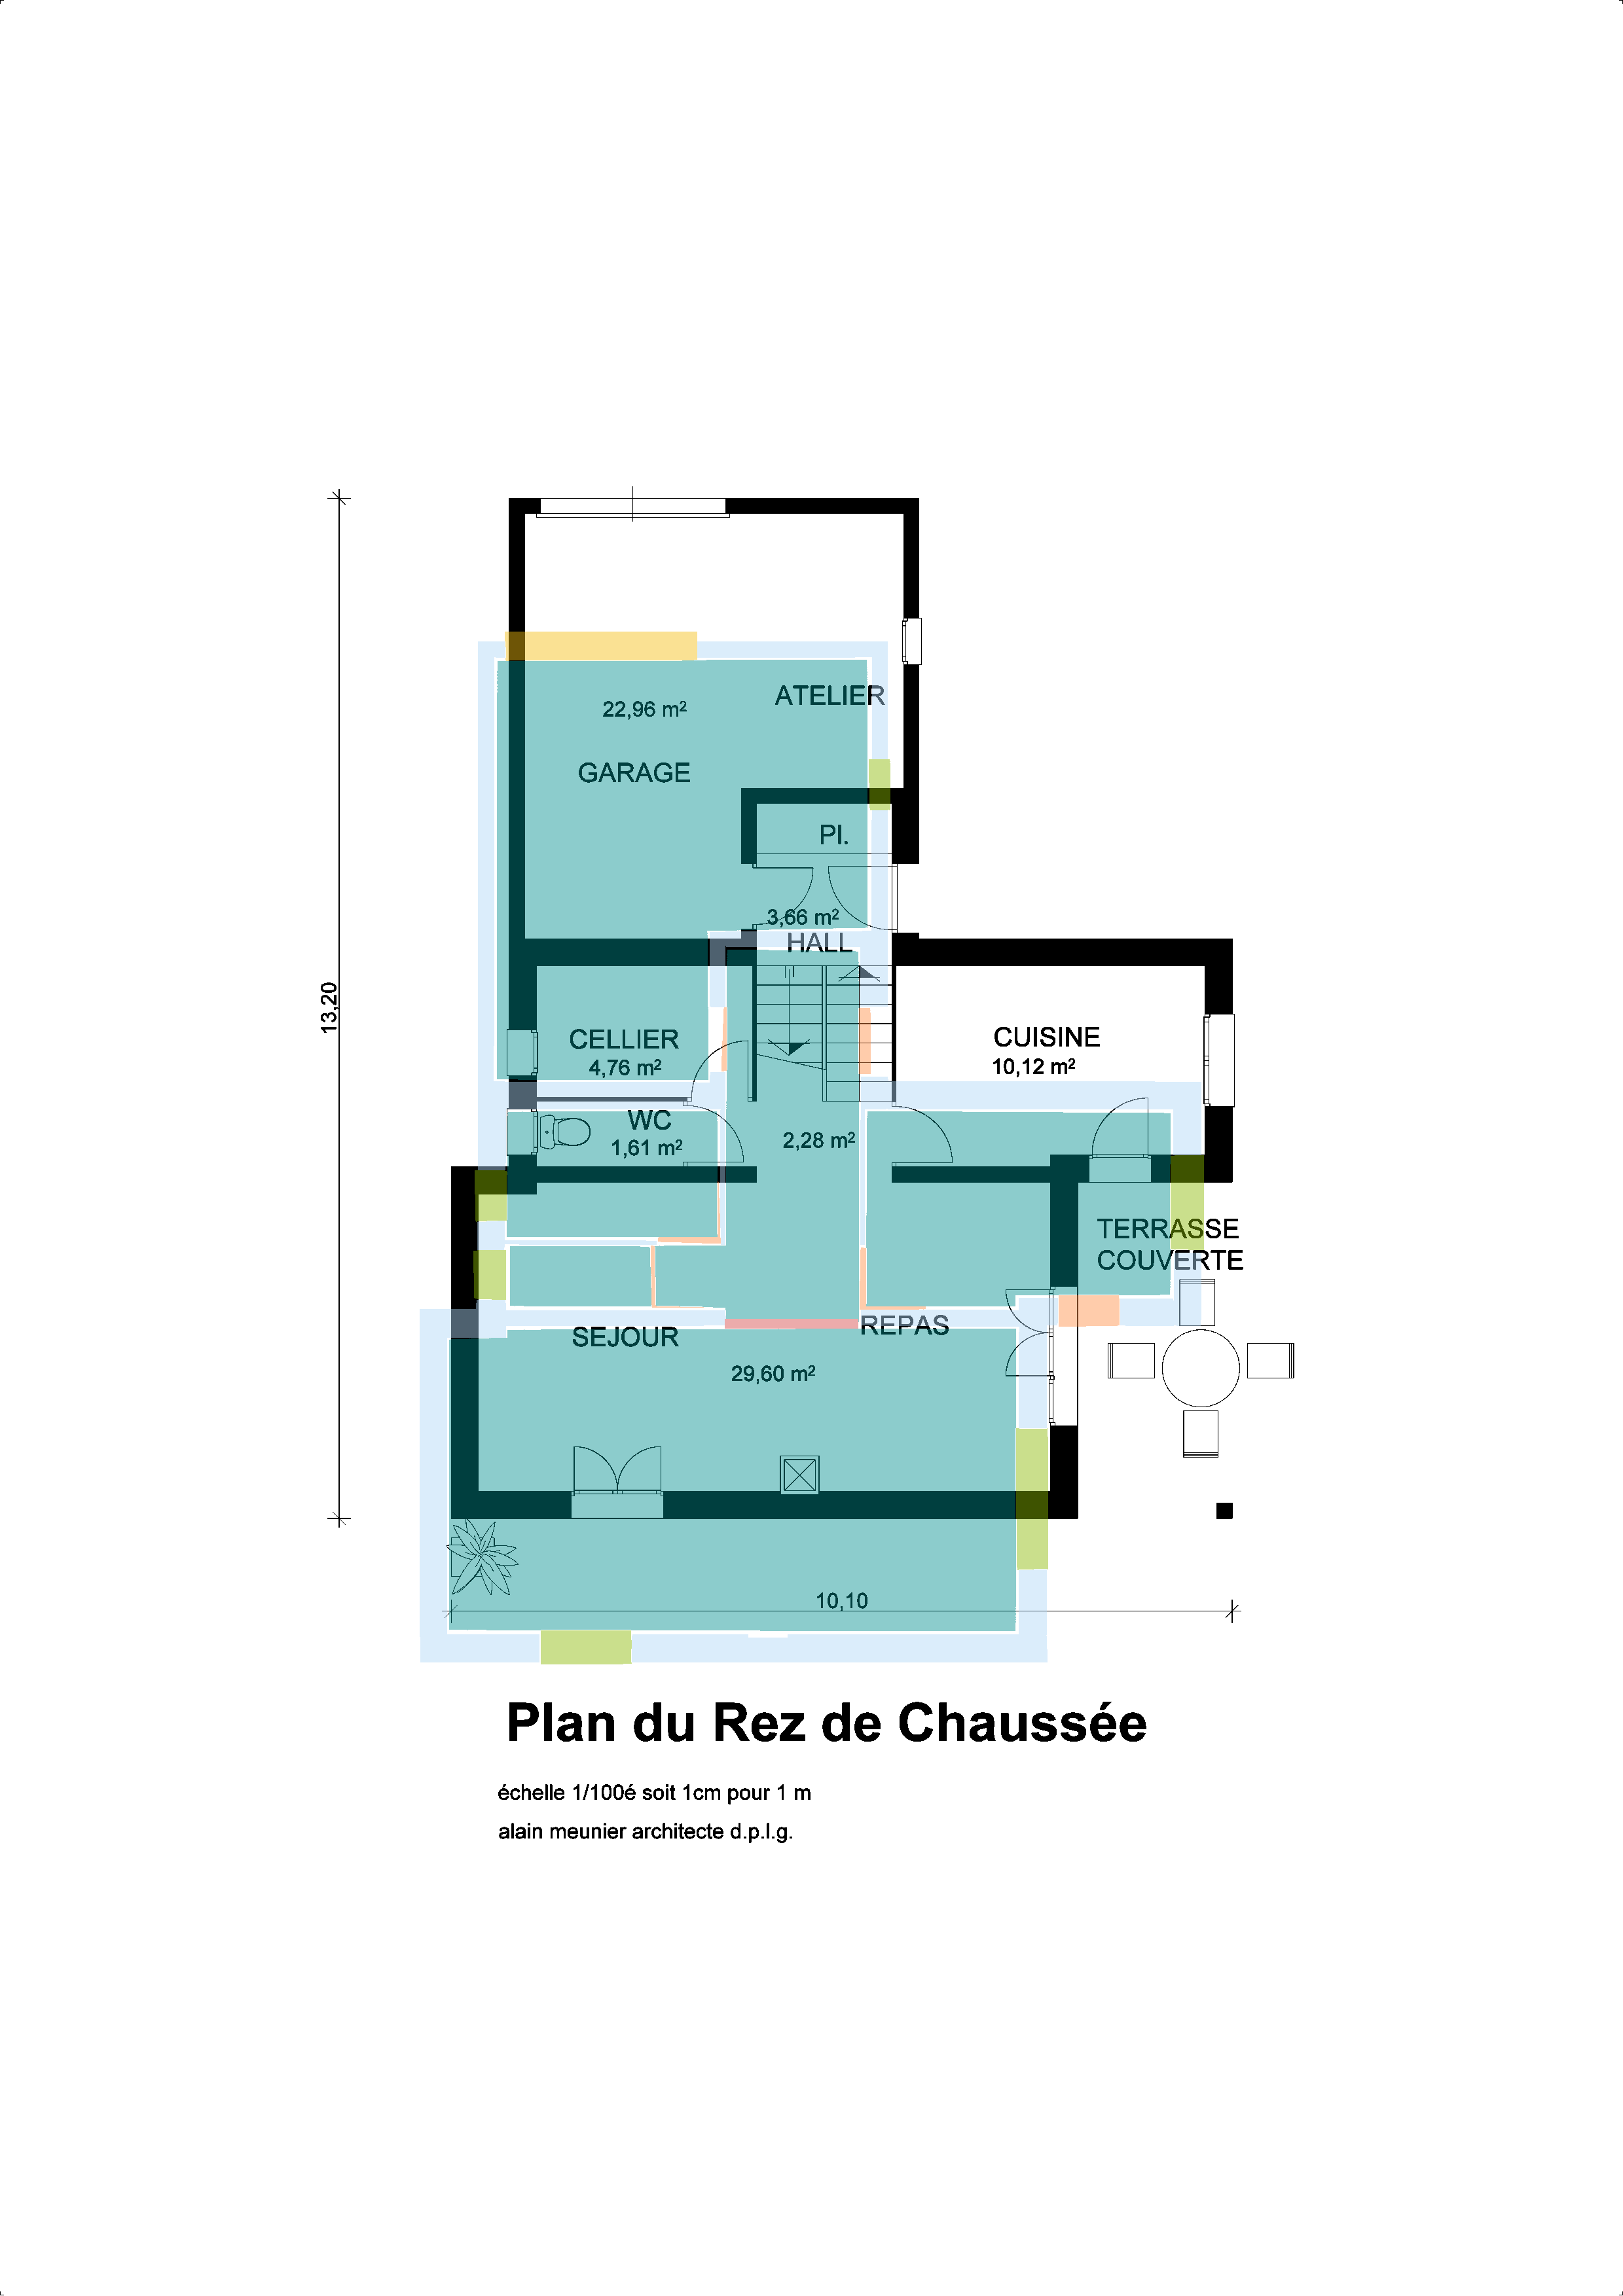 ATELIER
22,96 m²
GARAGE
Pl.
3,66 m²
HALL
13,20
CELLIER
4,76 m²
CUISINE
10,12 m²
WC
1,61 m²
2,28 m²
TERRASSE
COUVERTE
SEJOUR
REPAS
29,60 m²
10,10
Plan du Rez de Chaussée
échelle 1/100é soit 1cm pour 1 m
alain meunier architecte d.p.l.g.